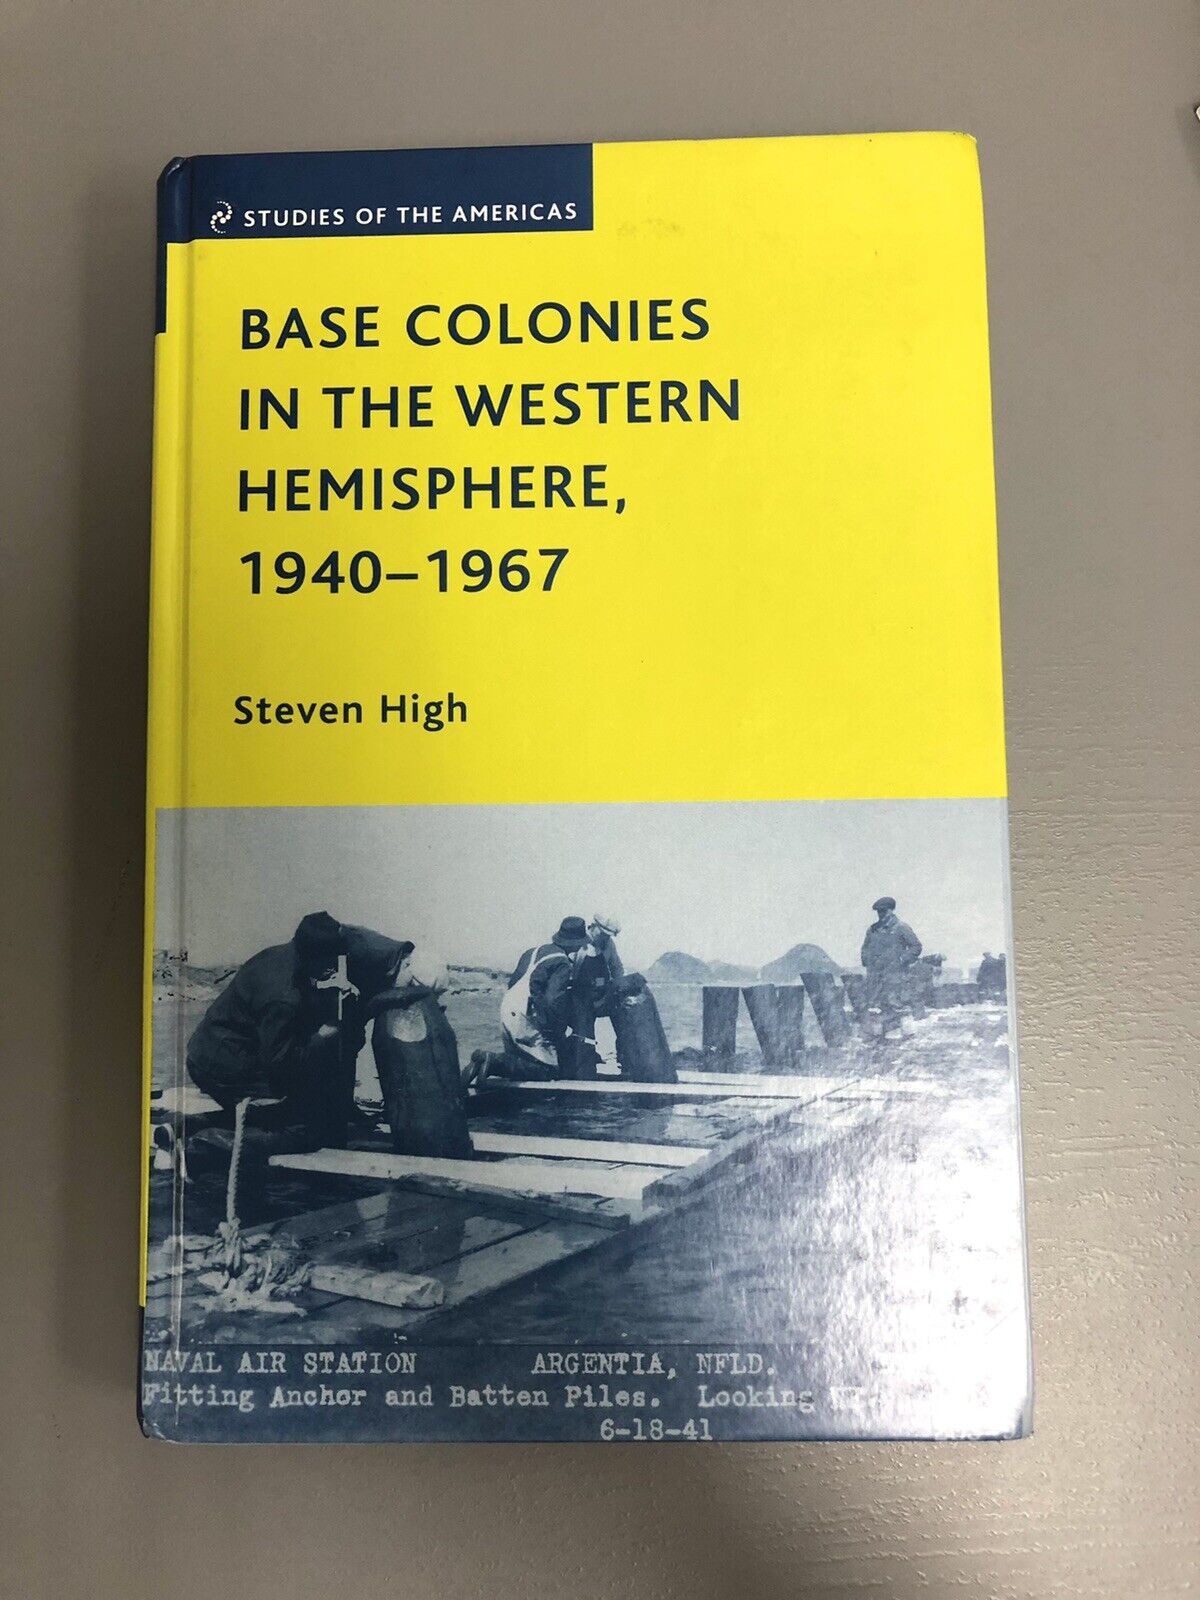 STUDIES OF THE AMERICAS
BASE COLONIES
IN THE WESTERN
HEMISPHERE,
1940–1967
Steven High
NAVAL AIR STATION ARGENTIA, NFLD.
Fitting Anchor and Batten Piles. Looking
6-18-41